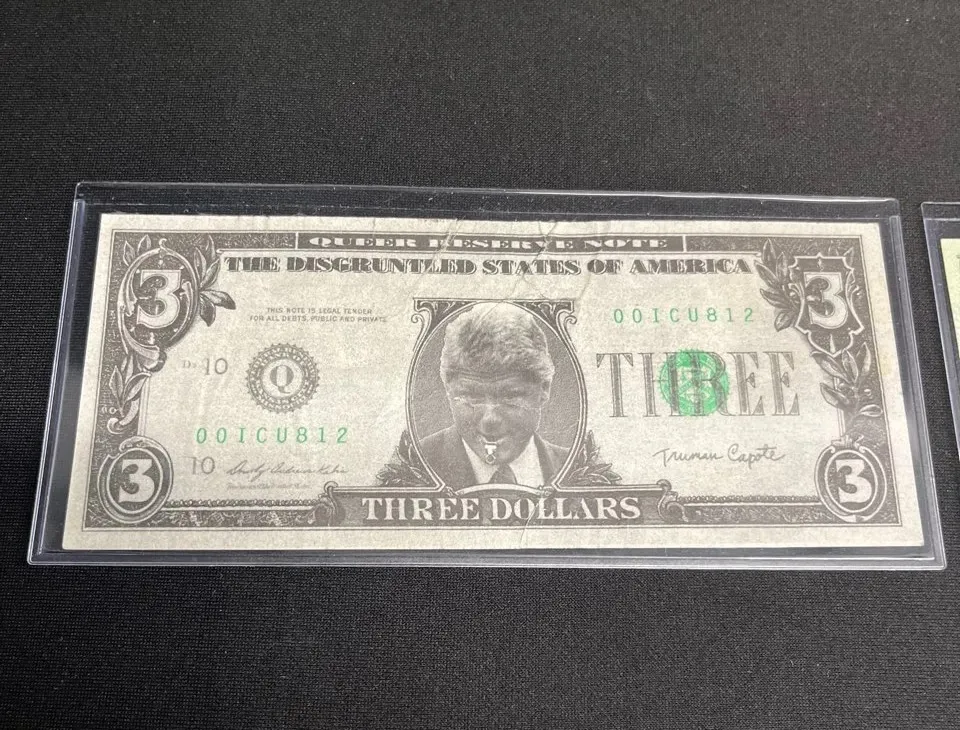 QUEER RESERVE NOTE
THE DISGRUNTLED STATES OF AMERICA
3
3
THIS NOTE IS LEGAL TENDER
FOR ALL DEBTS, PUBLIC AND PRIVATE
00ICU812
10
Q
THREE
00ICU812
10
Truman Capote
3
THREE DOLLARS
3